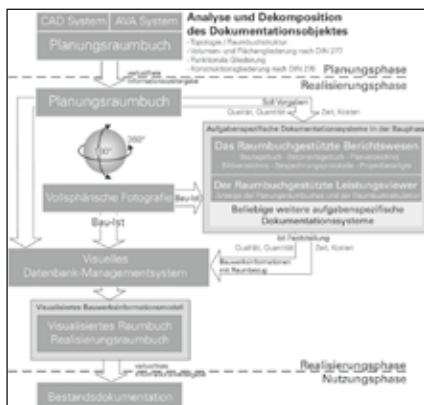 CAD System
AVA System
Planungsraumbuch
Analyse und Dekomposition
des Dokumentationsobjektes
- Topologie / Raumbuchstruktur
- Volumen- und Flächengliederung nach DIN 277
- Funktionale Gliederung
- Konstruktionsgliederung nach DIN 276
verlustfreie
Informationsübergabe
Planungsphase
Realisierungsphase
Planungsraumbuch
Soll Vorgaben
Qualität, Quantität
Zeit, Kosten
360°
180°
Vollsphärische Fotografie
Bau-Ist
Bau-Ist
Aufgabenspezifische Dokumentationssysteme in der Bauphase
Das Raumbuchgestützte Berichtswesen
Der Raumbuchgestützte Leistungsviewer
Beliebige weitere aufgabenspezifische
Dokumentationssysteme
Ist Feststellung
Qualität, Quantität
Zeit, Kosten
Bauwerksinformationen
mit Raumbezug
Visuelles
Datenbank-Managementsystem
Visualisiertes Bauwerksinformationsmodell
Visualisiertes Raumbuch
Realisierungsraumbuch
verlustfreie
Informationsübergabe
Realisierungsphase
Nutzungsphase
Bestandsdokumentation